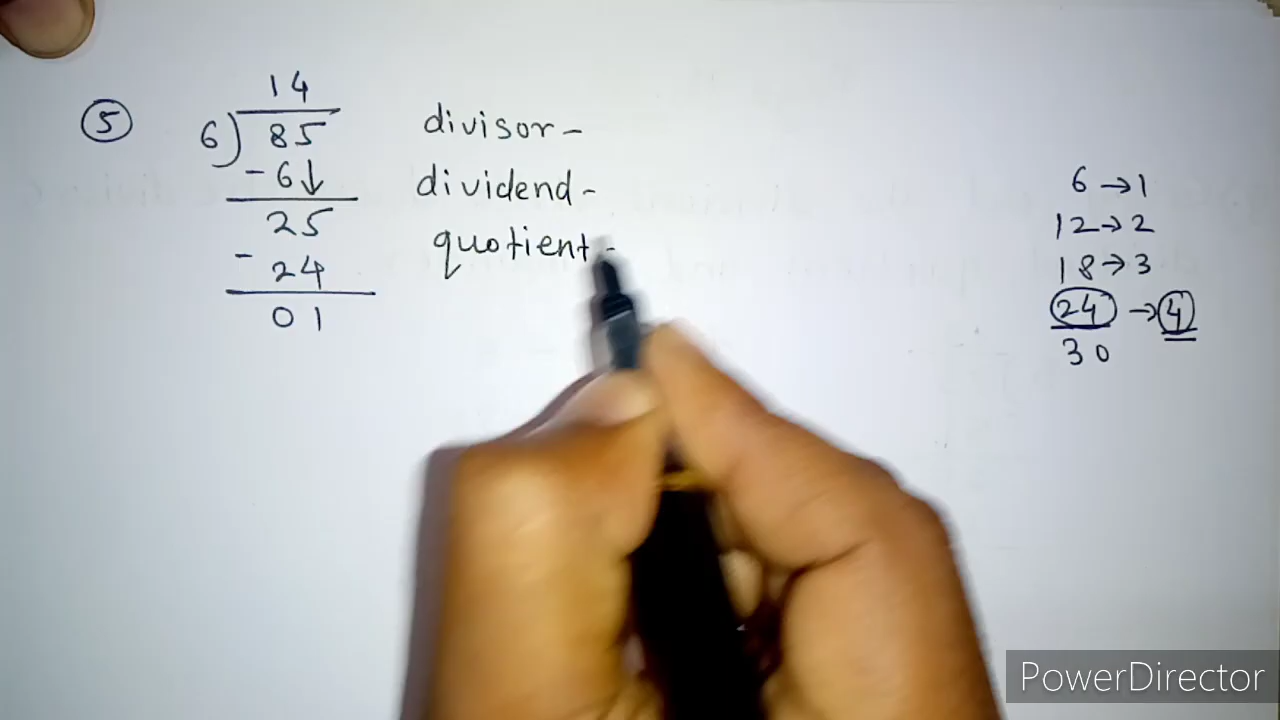 14
5 6)85 divisor -
-6↓ dividend -
25 quotient -
- 24
01
6 → 1
12 → 2
18 → 3
24 → 4
30
PowerDirector